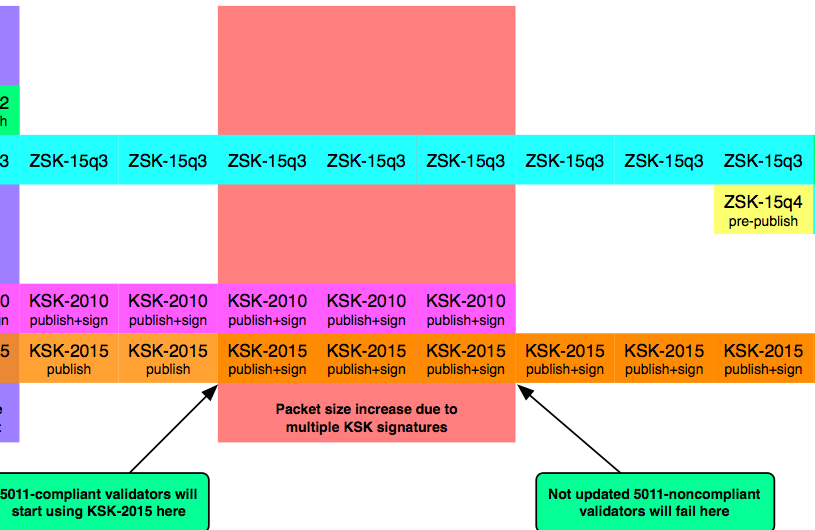 2
h
3 ZSK-15q3 ZSK-15q3 ZSK-15q3 ZSK-15q3 ZSK-15q3 ZSK-15q3 ZSK-15q3 ZSK-15q3
ZSK-15q4
pre-publish
0 KSK-2010 KSK-2010 KSK-2010 KSK-2010 KSK-2010
gn publish+sign publish+sign publish+sign publish+sign publish+sign
5 KSK-2015 KSK-2015 KSK-2015 KSK-2015 KSK-2015 KSK-2015 KSK-2015 KSK-2015
publish publish publish+sign publish+sign publish+sign publish+sign publish+sign publish+sign
e Packet size increase due to
t multiple KSK signatures
5011-compliant validators will
start using KSK-2015 here
Not updated 5011-noncompliant
validators will fail here